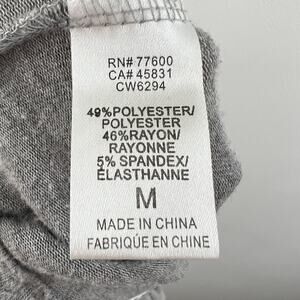 RN# 77600
CA# 45831
CW6294
49%POLYESTER/
POLYESTER
46%RAYON/
RAYONNE
5% SPANDEX/
ÉLASTHANNE
M
MADE IN CHINA
FABRIQUÉ EN CHINE